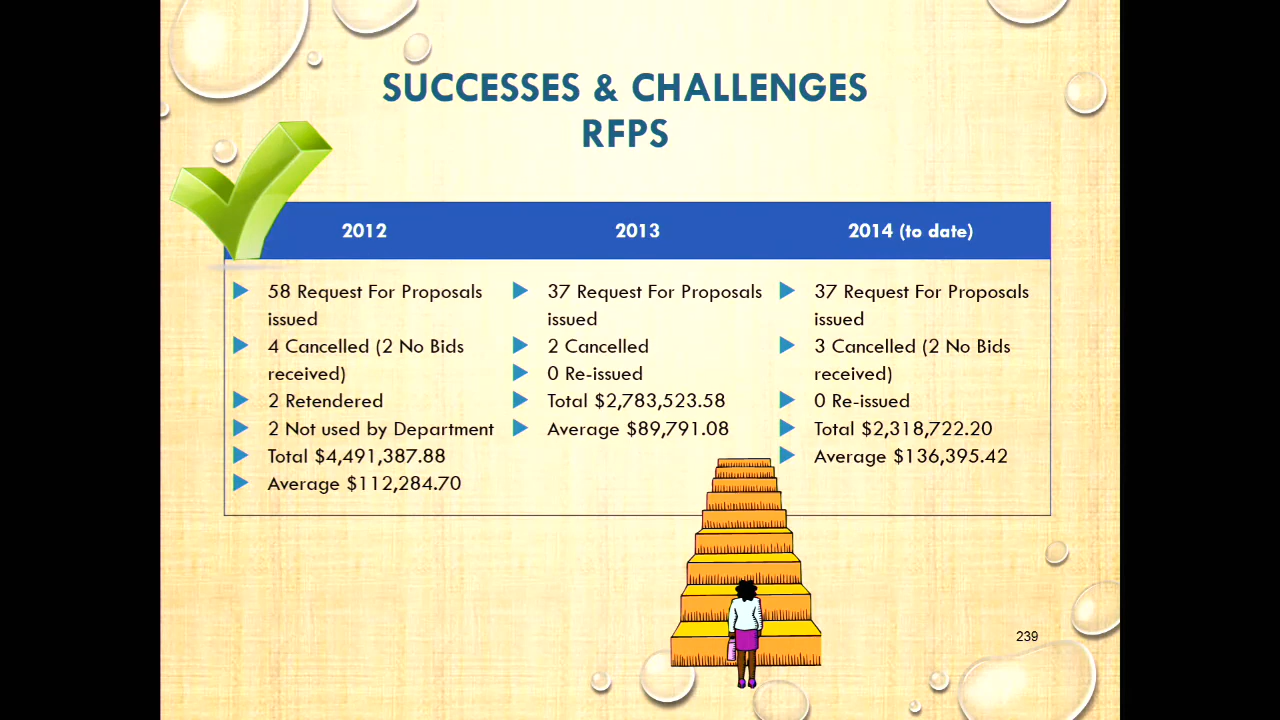 SUCCESSES & CHALLENGES
RFPS
2012
2013
2014 (to date)
58 Request For Proposals
issued
4 Cancelled (2 No Bids
received)
2 Retendered
2 Not used by Department
Total $4,491,387.88
Average $112,284.70
37 Request For Proposals
issued
2 Cancelled
0 Re-issued
Total $2,783,523.58
Average $89,791.08
37 Request For Proposals
issued
3 Cancelled (2 No Bids
received)
0 Re-issued
Total $2,318,722.20
Average $136,395.42
239